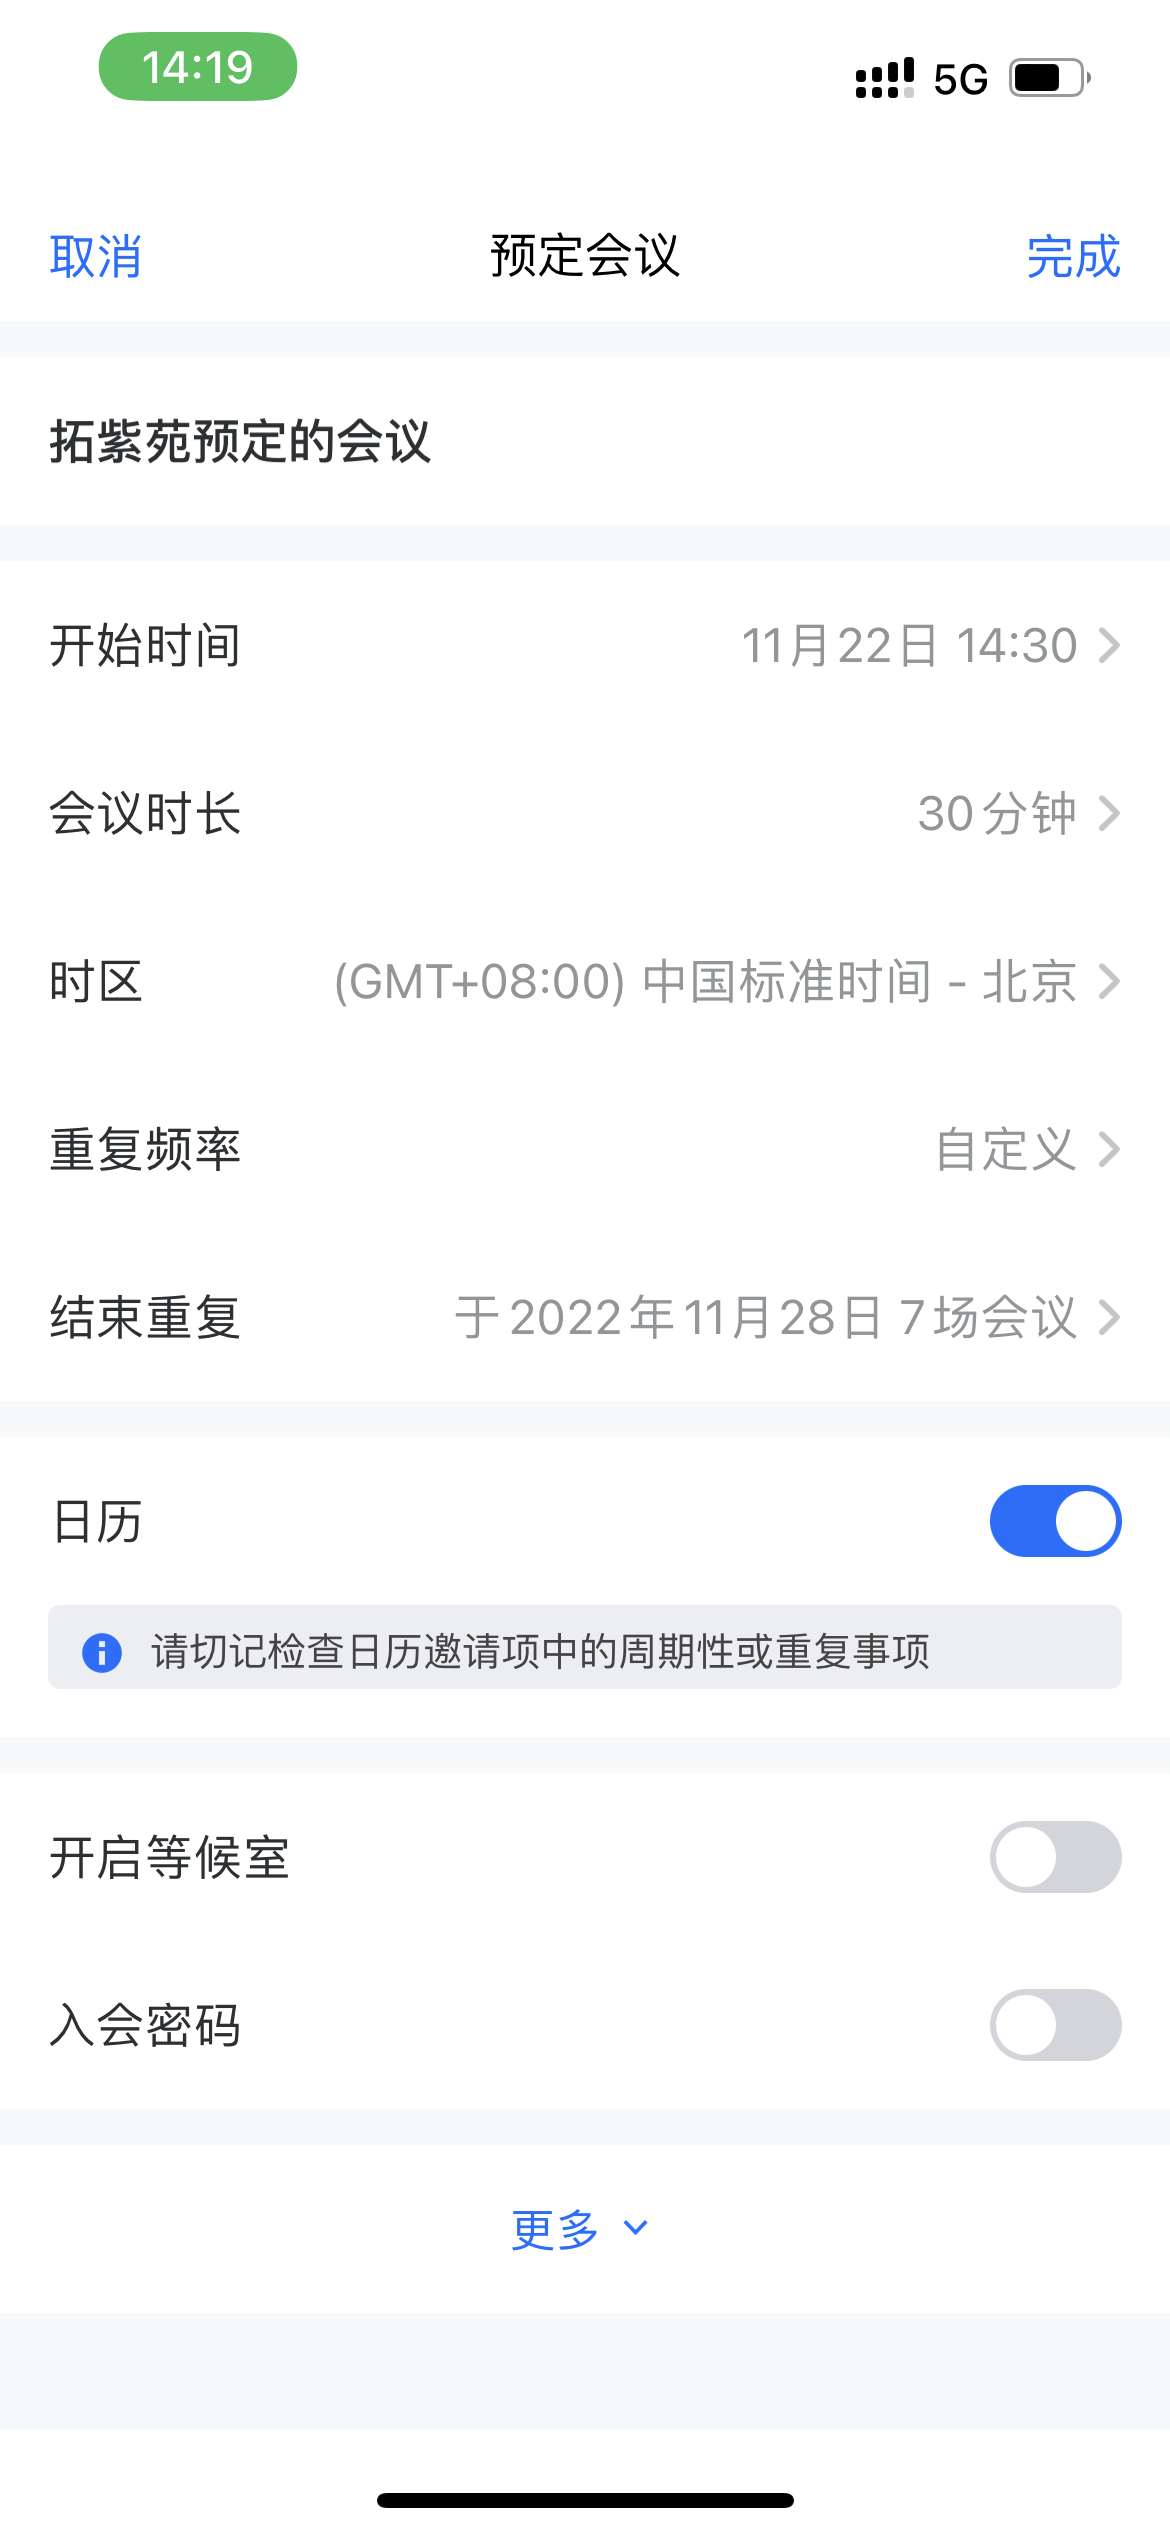 14:19
5G
取消
预定会议
完成
拓紫苑预定的会议
开始时间
11月22日 14:30
会议时长
30分钟
时区
(GMT+08:00) 中国标准时间 - 北京
重复频率
自定义
结束重复
于2022年11月28日 7场会议
日历
请切记检查日历邀请项中的周期性或重复事项
开启等候室
入会密码
更多